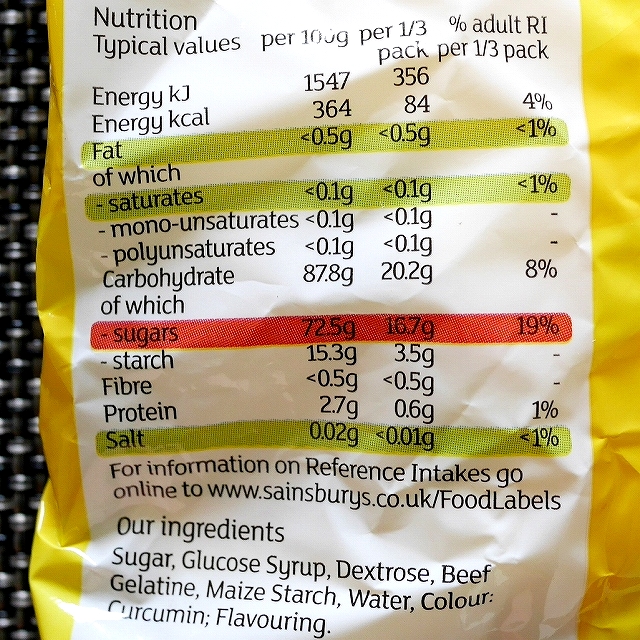 Nutrition
Typical values per 100g per 1/3 pack % adult RI per 1/3 pack
Energy kJ 1547 356
Energy kcal 364 84 4%
Fat <0.5g <0.5g <1%
of which
- saturates <0.1g <0.1g <1%
- mono-unsaturates <0.1g <0.1g -
- polyunsaturates <0.1g <0.1g -
Carbohydrate 87.8g 20.2g 8%
of which
- sugars 72.5g 16.7g 19%
- starch 15.3g 3.5g -
Fibre <0.5g <0.5g -
Protein 2.7g 0.6g 1%
Salt 0.02g <0.01g <1%
For information on Reference Intakes go
online to www.sainsburys.co.uk/FoodLabels
Our ingredients
Sugar, Glucose Syrup, Dextrose, Beef
Gelatine, Maize Starch, Water, Colour:
Curcumin; Flavouring.